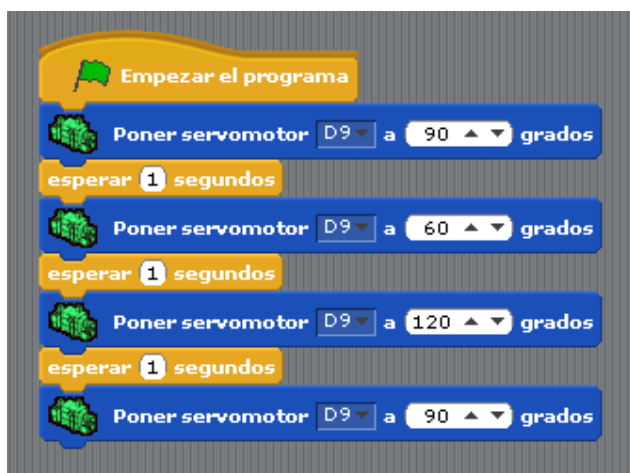 Empezar el programa
Poner servomotor D9 a 90 grados
esperar 1 segundos
Poner servomotor D9 a 60 grados
esperar 1 segundos
Poner servomotor D9 a 120 grados
esperar 1 segundos
Poner servomotor D9 a 90 grados